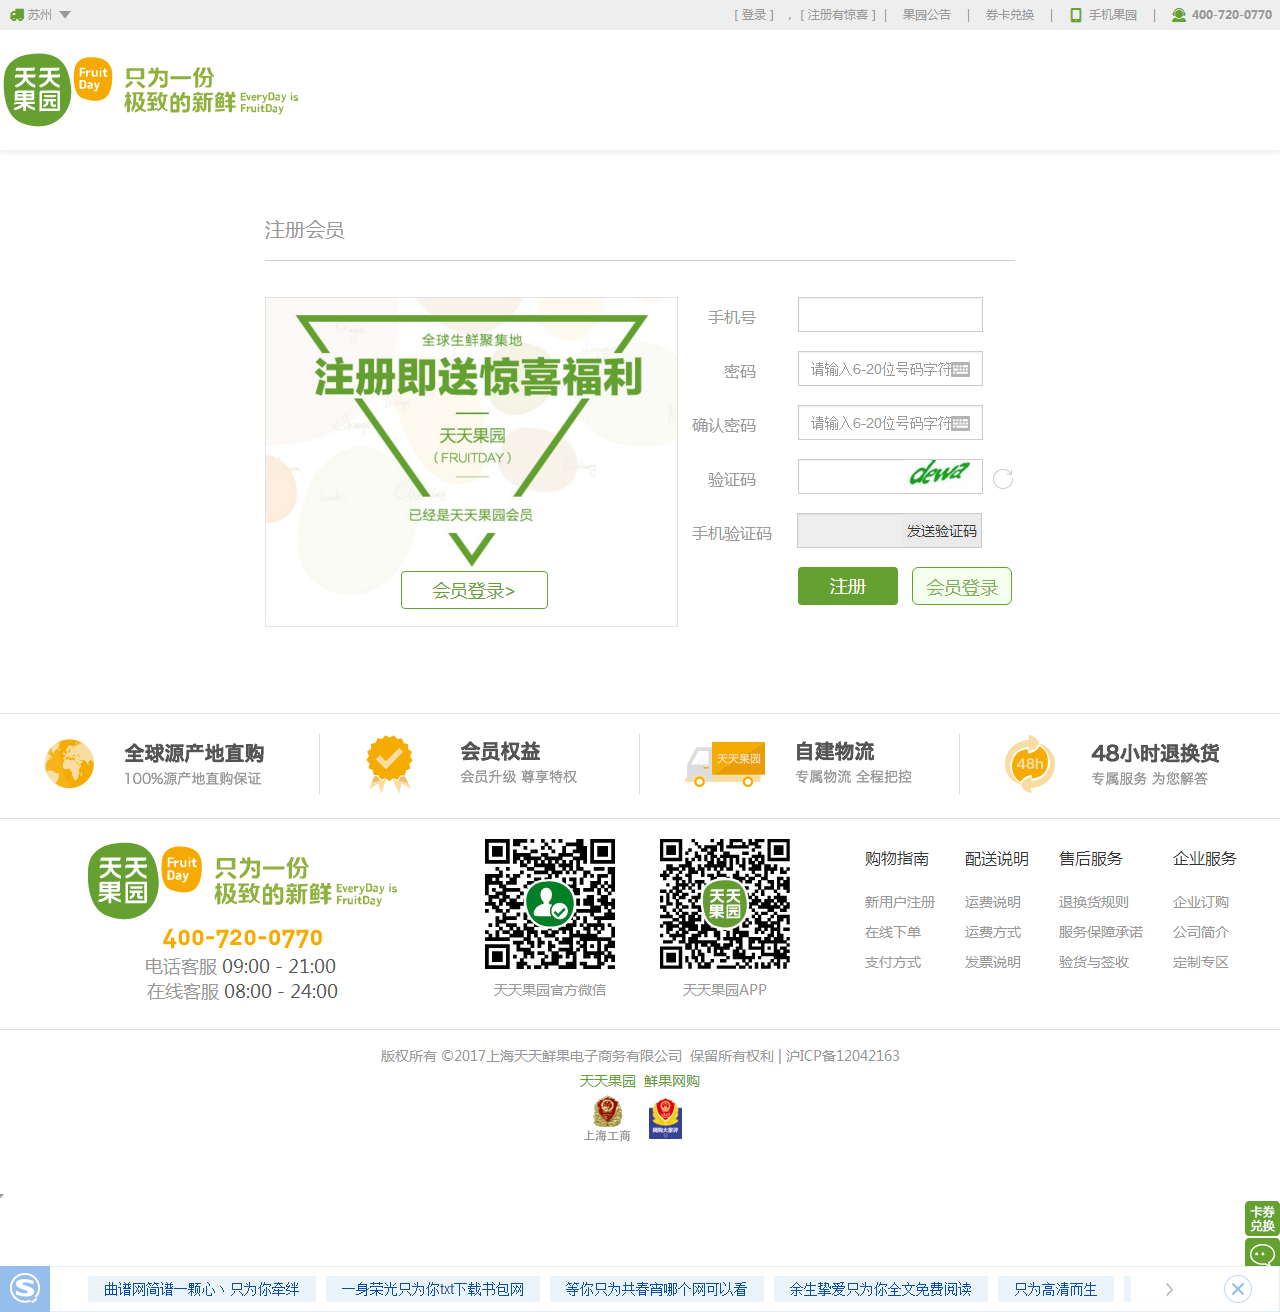 苏州 [ 登录 ] , [ 注册有惊喜 ] | 果园公告 | 券卡兑换 | 手机果园 | 400-720-0770
天天果园 Fruit Day 只为一份
极致的新鲜 EveryDay is FruitDay
注册会员
全球生鲜聚集地
注册即送惊喜福利
天天果园
(FRUITDAY)
已经是天天果园会员
会员登录>
手机号
密码 请输入6-20位号码字符
确认密码 请输入6-20位号码字符
验证码 dewa
手机验证码 发送验证码
注册 会员登录
全球源产地直购
100%源产地直购保证
会员权益
会员升级 尊享特权
天天果园
自建物流
专属物流 全程把控
48h
48小时退换货
专属服务 为您解答
天天果园 Fruit Day 只为一份
极致的新鲜 EveryDay is FruitDay
400-720-0770
电话客服 09:00 - 21:00
在线客服 08:00 - 24:00
天天果园官方微信
天天果园
天天果园APP
购物指南 配送说明 售后服务 企业服务
新用户注册 运费说明 退换货规则 企业订购
在线下单 运费方式 服务保障承诺 公司简介
支付方式 发票说明 验货与签收 定制专区
版权所有 ©2017上海天天鲜果电子商务有限公司 保留所有权利 | 沪ICP备12042163
天天果园 鲜果网购
上海工商
网购大家评
卡券
兑换
S 曲谱网简谱一颗心丶只为你牵绊 一身荣光只为你txt下载书包网 等你只为共春宵哪个网可以看 余生挚爱只为你全文免费阅读 只为高清而生